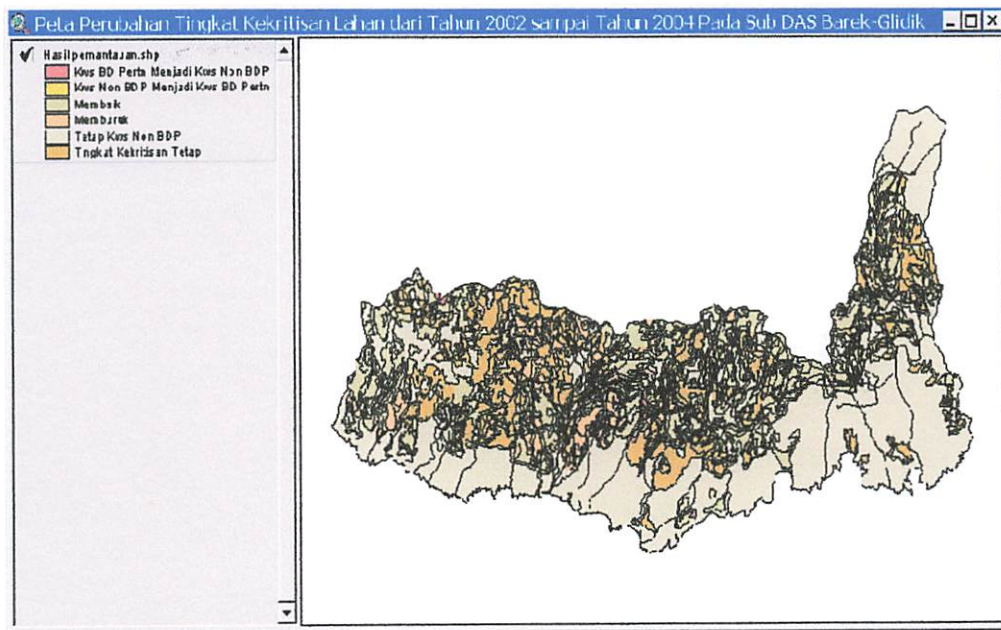 Peta Perubahan Tingkat Kekritisan Lahan dari Tahun 2002 sampai Tahun 2004 Pada Sub DAS Barek-Glidik
Hasilpemantauan.shp
Kws BD Pertn Menjadi Kws Non BDP
Kws Non BDP Menjadi Kws BD Pertn
Membaik
Memburuk
Tetap Kws Non BDP
Tingkat Kekritisan Tetap